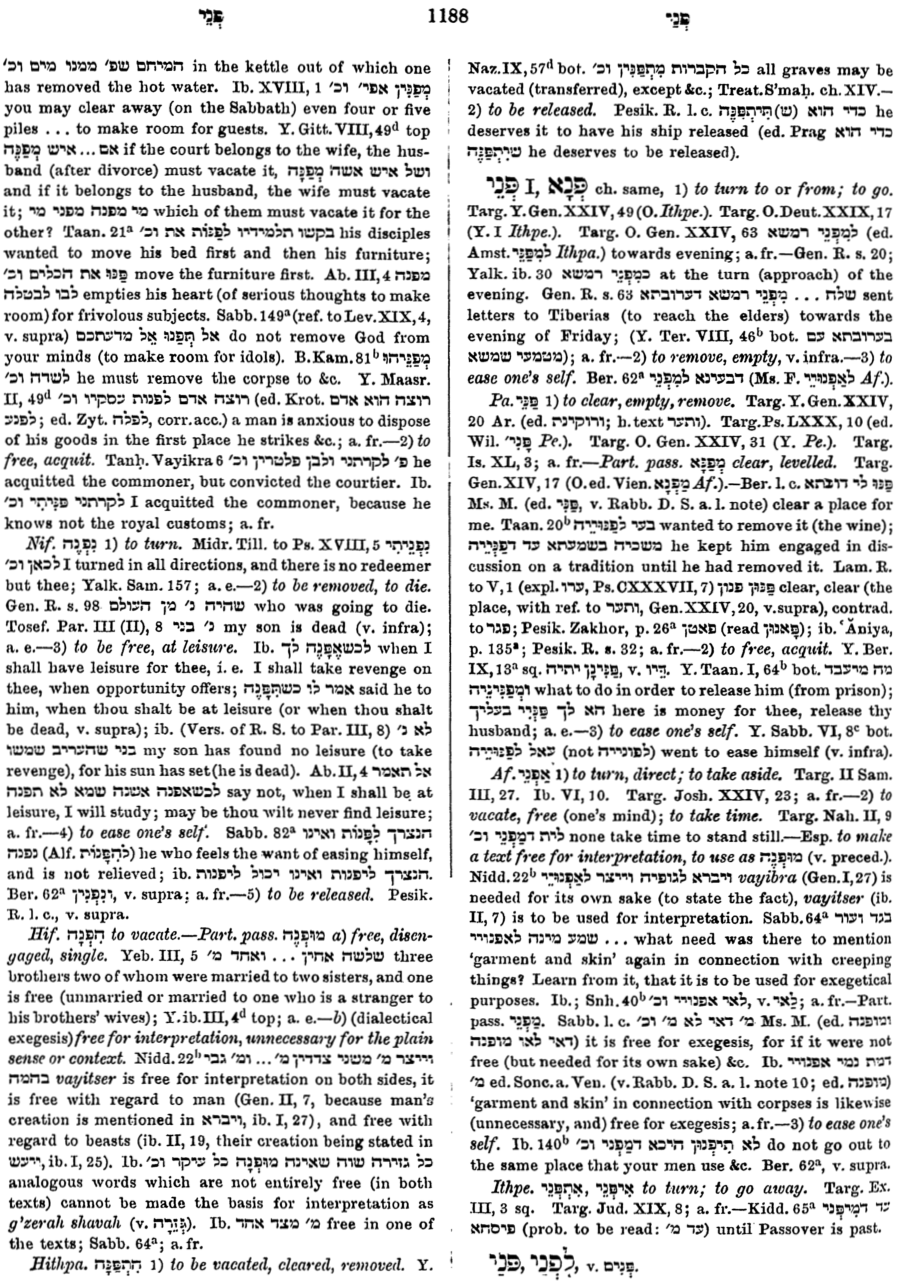 פְּנֵי
1188
פְּנַי
המיחם שפ׳ ממנו מים וכ׳ in the kettle out of which one
has removed the hot water. Ib. XVIII, 1 מְפַנִּין אפי׳ וכ׳
you may clear away (on the Sabbath) even four or five
piles . . . to make room for guests. Y. Gitt. VIII, 49d top
אם ... איש מְפַנֶּה if the court belongs to the wife, the hus-
band (after divorce) must vacate it, ושל איש אשה מְפַנָּה
and if it belongs to the husband, the wife must vacate
it; מי מפנה מפני מי which of them must vacate it for the
other? Taan. 21a בקשו תלמידיו לפַנּוֹת את וכ׳ his disciples
wanted to move his bed first and then his furniture;
פַּנּוּ את הכלים וכ׳ move the furniture first. Ab. III, 4 מפנה
לבו לבטלה empties his heart (of serious thoughts to make
room) for frivolous subjects. Sabb. 149a (ref. to Lev. XIX, 4,
v. supra) אל תְּפַנּוּ אֵל מדעתכם do not remove God from
your minds (to make room for idols). B. Kam. 81b מְפַנֵּיהוּ
לשדה וכ׳ he must remove the corpse to &c. Y. Maasr.
II, 49d רוצה אדם לפנות עסקיו וכ׳ (ed. Krot. רוצה הוא אדם
לפנע; ed. Zyt. לפלה, corr. acc.) a man is anxious to dispose
of his goods in the first place he strikes &c.; a. fr.—2) to
free, acquit. Tanḥ. Vayikra 6 פ׳ לקרתני ולבן פלטרין וכ׳ he
acquitted the commoner, but convicted the courtier. Ib.
לקרתני פנּיתי וכ׳ I acquitted the commoner, because he
knows not the royal customs; a. fr.
Nif. נִפְנָה 1) to turn. Midr. Till. to Ps. XVIII, 5 נִפְנֵיתִי
לכאן וכ׳ I turned in all directions, and there is no redeemer
but thee; Yalk. Sam. 157; a. e.—2) to be removed, to die.
Gen. R. s. 98 שהיה נ׳ מן העולם who was going to die.
Tosef. Par. III (II), 8 נ׳ בני my son is dead (v. infra);
a. e.—3) to be free, at leisure. Ib. לכשאֶפָּנֶה לך when I
shall have leisure for thee, i. e. I shall take revenge on
thee, when opportunity offers; אמר לו כשתִּפָּנֶה said he to
him, when thou shalt be at leisure (or when thou shalt
be dead, v. supra); ib. (Vers. of R. S. to Par. III, 8) לא נ׳
בני שהעריב שמשו my son has found no leisure (to take
revenge), for his sun has set (he is dead). Ab. II, 4 אל תאמר
לכשאפנה אשנה שמא לא תפנה say not, when I shall be at
leisure, I will study; may be thou wilt never find leisure;
a. fr.—4) to ease one's self. Sabb. 82a הנצרך לִפָּנוֹת ואינו
נפנה (Alf. להִפָּנוֹת) he who feels the want of easing himself,
and is not relieved; ib. הנצרך ליפנות ואינו יכול ליפנות.
Ber. 62a וְנִפְנִין, v. supra; a. fr.—5) to be released. Pesik.
R. l. c., v. supra.
Hif. הִפְנָה to vacate.—Part. pass. מוּפְנֶה a) free, disen-
gaged, single. Yeb. III, 5 שלשה אחין ... ואחד מ׳ three
brothers two of whom were married to two sisters, and one
is free (unmarried or married to one who is a stranger to
his brothers' wives); Y. ib. III, 4d top; a. e.—b) (dialectical
exegesis) free for interpretation, unnecessary for the plain
sense or context. Nidd. 22b וייצר מ׳ משני צדדין מ׳ ... ומ׳ גבי
בהמה vayitser is free for interpretation on both sides, it
is free with regard to man (Gen. II, 7, because man's
creation is mentioned in ויברא, ib. I, 27), and free with
regard to beasts (ib. II, 19, their creation being stated in
ויעש, ib. I, 25). Ib. כל גזירה שוה שאינה מוּפְנָה כל עיקר וכ׳
analogous words which are not entirely free (in both
texts) cannot be made the basis for interpretation as
g'zerah shavah (v. גְּזֵרָה). Ib. מ׳ מצד אחד free in one of
the texts; Sabb. 64a; a. fr.
Hithpa. הִתְפַּנָּה 1) to be vacated, cleared, removed. Y.
Naz. IX, 57d bot. כל הקברות מִתְפַּנִּין וכ׳ all graves may be
vacated (transferred), except &c.; Treat. S'maḥ. ch. XIV.—
2) to be released. Pesik. R. l. c. כדי הוא (ש)תִּיתְפַּנֶּה he
deserves it to have his ship released (ed. Prag כדי הוא
שיִתְפַּנֶּה he deserves to be released).
פְּנֵי I, פְּנָא ch. same, 1) to turn to or from; to go.
Targ. Y. Gen. XXIV, 49 (O. Ithpe.). Targ. O. Deut. XXIX, 17
(Y. I Ithpe.). Targ. O. Gen. XXIV, 63 למִפְנֵי רמשא (ed.
Amst. למִפַּנֵּי Ithpa.) towards evening; a. fr.—Gen. R. s. 20;
Yalk. ib. 30 כמִפְנֵי רמשא at the turn (approach) of the
evening. Gen. R. s. 63 שלח ... מִפְנֵי רמשא דערובתא sent
letters to Tiberias (to reach the elders) towards the
evening of Friday; (Y. Ter. VIII, 46b bot. בערובתא עם
מטמעי שמשא); a. fr.—2) to remove, empty, v. infra.—3) to
ease one's self. Ber. 62a דבעינא למִפְנֵי (Ms. F. לאַפְנוּיֵי Af.).
Pa. פַּנֵּי 1) to clear, empty, remove. Targ. Y. Gen. XXIV,
20 Ar. (ed. ורוקינת; h. text ותער). Targ. Ps. LXXX, 10 (ed.
Wil. פְּנֵי׳ Pe.). Targ. O. Gen. XXIV, 31 (Y. Pe.). Targ.
Is. XL, 3; a. fr.—Part. pass. מְפַנָּא clear, levelled. Targ.
Gen. XIV, 17 (O. ed. Vien. מַפְנָא Af.).—Ber. l. c. פַּנּוּ לי דוצתא
Ms. M. (ed. פַּנֵּי, v. Rabb. D. S. a. l. note) clear a place for
me. Taan. 20b בעי לפַנּוּיֵיהּ wanted to remove it (the wine);
משכיה בשמעתא עד דפַנְּיֵיהּ he kept him engaged in dis-
cussion on a tradition until he had removed it. Lam. R.
to V, 1 (expl. ערו, Ps. CXXXVII, 7) פַּנּוּן פנון clear, clear (the
place, with ref. to ותער, Gen. XXIV, 20, v. supra), contrad.
to פגר; Pesik. Zakhor, p. 26a פאטן (read פַּאנוּן); ib. ʿĂniya,
p. 135a; Pesik. R. s. 32; a. fr.—2) to free, acquit. Y. Ber.
IX, 13a sq. פַּנִּינָן יתיה, v. דִּין. Y. Taan. I, 64b bot. מה מיעבד
וּמְפַנִּינֵיהּ what to do in order to release him (from prison);
הא לך פַּנְיִי בעליך here is money for thee, release thy
husband; a. e.—3) to ease one's self. Y. Sabb. VI, 8c bot.
עאל לפַנּוּיֵיהּ (not לפונייה) went to ease himself (v. infra).
Af. אַפְנֵי 1) to turn, direct; to take aside. Targ. II Sam.
III, 27. Ib. VI, 10. Targ. Josh. XXIV, 23; a. fr.—2) to
vacate, free (one's mind); to take time. Targ. Nah. II, 9
לית דמַפְנֵי וכ׳ none take time to stand still.—Esp. to make
a text free for interpretation, to use as מוּפְנֶה (v. preced.).
Nidd. 22b ויברא לגופיה וייצר לאַפְנוּיֵי vayibra (Gen. I, 27) is
needed for its own sake (to state the fact), vayitser (ib.
II, 7) is to be used for interpretation. Sabb. 64a בגד ועור
שמע מינה לאפנויי ... what need was there to mention
'garment and skin' again in connection with creeping
things? Learn from it, that it is to be used for exegetical
purposes. Ib.; Snh. 40b לאי אפנויי וכ׳, v. לַאי; a. fr.—Part.
pass. מַפְנֵי. Sabb. l. c. מ׳ דאי לא מ׳ וכ׳ Ms. M. (ed. ומופנה
דאי לאו מופנה) it is free for exegesis, for if it were not
free (but needed for its own sake) &c. Ib. דמת נמי אפנויי
מ׳ ed. Sonc. a. Ven. (v. Rabb. D. S. a. l. note 10; ed. מופנה)
'garment and skin' in connection with corpses is likewise
(unnecessary, and) free for exegesis; a. fr.—3) to ease one's
self. Ib. 140b לא תיפנון היכא דמַפְנֵי וכ׳ do not go out to
the same place that your men use &c. Ber. 62a, v. supra.
Ithpe. אִתְפְּנֵי, אִיפְּנֵי to turn; to go away. Targ. Ex.
III, 3 sq. Targ. Jud. XIX, 8; a. fr.—Kidd. 65a עד דמִיפְּנֵי
פיסחא (prob. to be read: עד מ׳) until Passover is past.
פְּנֵי, לִפְנֵי, v. פָּנִים.